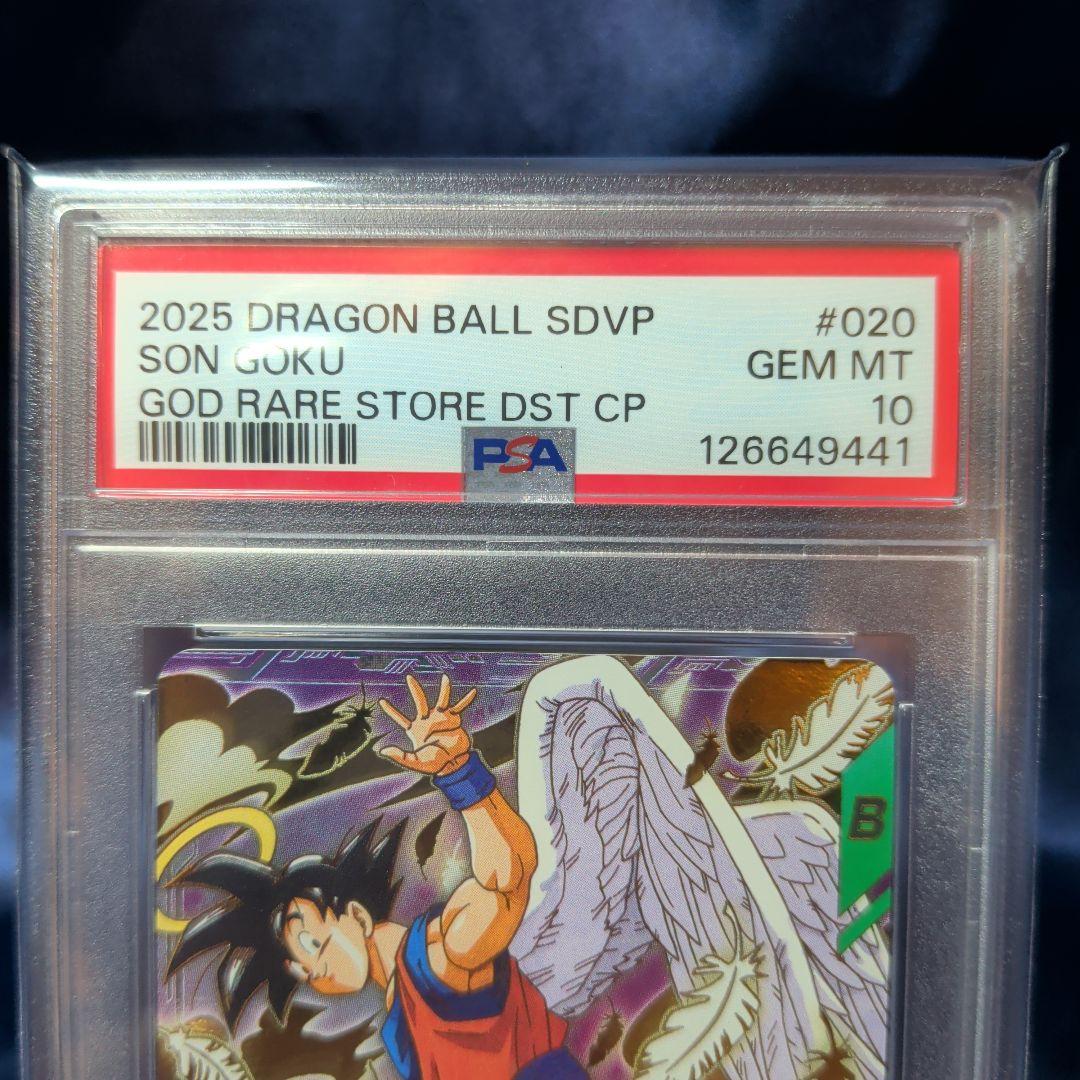 2025 DRAGON BALL SDVP #020
SON GOKU GEM MT
GOD RARE STORE DST CP 10
PSA 126649441
B